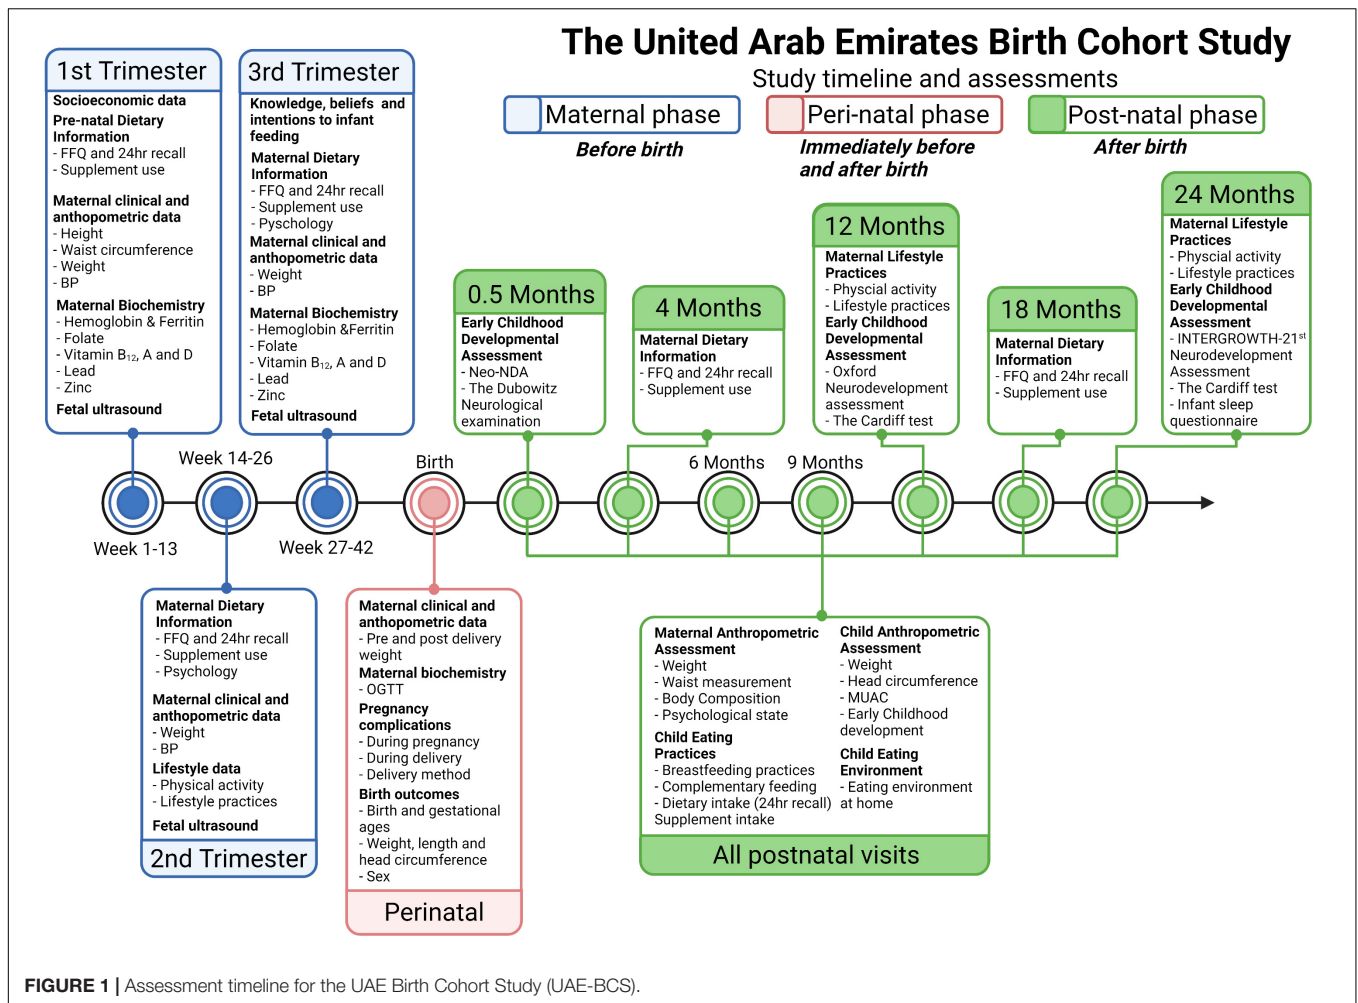 The United Arab Emirates Birth Cohort Study
Study timeline and assessments
Maternal phase
Before birth
Peri-natal phase
Immediately before
and after birth
Post-natal phase
After birth
1st Trimester
Socioeconomic data
Pre-natal Dietary
Information
- FFQ and 24hr recall
- Supplement use
Maternal clinical and
anthopometric data
- Height
- Waist circumference
- Weight
- BP
Maternal Biochemistry
- Hemoglobin & Ferritin
- Folate
- Vitamin B₁₂, A and D
- Lead
- Zinc
Fetal ultrasound
3rd Trimester
Knowledge, beliefs and
intentions to infant
feeding
Maternal Dietary
Information
- FFQ and 24hr recall
- Supplement use
- Pyschology
Maternal clinical and
anthopometric data
- Weight
- BP
Maternal Biochemistry
- Hemoglobin &Ferritin
- Folate
- Vitamin B₁₂, A and D
- Lead
- Zinc
Fetal ultrasound
0.5 Months
Early Childhood
Developmental
Assessment
- Neo-NDA
- The Dubowitz
Neurological
examination
4 Months
Maternal Dietary
Information
- FFQ and 24hr recall
- Supplement use
12 Months
Maternal Lifestyle
Practices
- Physcial activity
- Lifestyle practices
Early Childhood
Developmental
Assessment
- Oxford
Neurodevelopment
assessment
- The Cardiff test
18 Months
Maternal Dietary
Information
- FFQ and 24hr recall
- Supplement use
24 Months
Maternal Lifestyle
Practices
- Physcial activity
- Lifestyle practices
Early Childhood
Developmental
Assessment
- INTERGROWTH-21ˢᵗ
Neurodevelopment
Assessment
- The Cardiff test
- Infant sleep
questionnaire
Week 1-13
Week 14-26
Week 27-42
Birth
6 Months
9 Months
Maternal Dietary
Information
- FFQ and 24hr recall
- Supplement use
- Psychology
Maternal clinical and
anthopometric data
- Weight
- BP
Lifestyle data
- Physical activity
- Lifestyle practices
Fetal ultrasound
2nd Trimester
Maternal clinical and
anthopometric data
- Pre and post delivery
weight
Maternal biochemistry
- OGTT
Pregnancy
complications
- During pregnancy
- During delivery
- Delivery method
Birth outcomes
- Birth and gestational
ages
- Weight, length and
head circumference
- Sex
Perinatal
Maternal Anthropometric
Assessment
- Weight
- Waist measurement
- Body Composition
- Psychological state
Child Eating
Practices
- Breastfeeding practices
- Complementary feeding
- Dietary intake (24hr recall)
Supplement intake
Child Anthropometric
Assessment
- Weight
- Head circumference
- MUAC
- Early Childhood
development
Child Eating
Environment
- Eating environment
at home
All postnatal visits
FIGURE 1 | Assessment timeline for the UAE Birth Cohort Study (UAE-BCS).